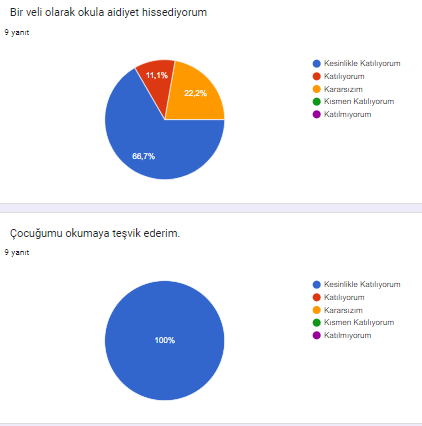 Bir veli olarak okula aidiyet hissediyorum
9 yanıt
Kesinlikle Katılıyorum
Katılıyorum
Kararsızım
Kısmen Katılıyorum
Katılmıyorum
11,1%
22,2%
66,7%
Çocuğumu okumaya teşvik ederim.
9 yanıt
Kesinlikle Katılıyorum
Katılıyorum
Kararsızım
Kısmen Katılıyorum
Katılmıyorum
100%